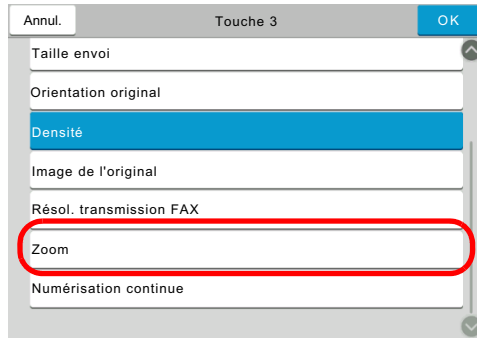 Annul. Touche 3 OK
Taille envoi
Orientation original
Densité
Image de l'original
Résol. transmission FAX
Zoom
Numérisation continue